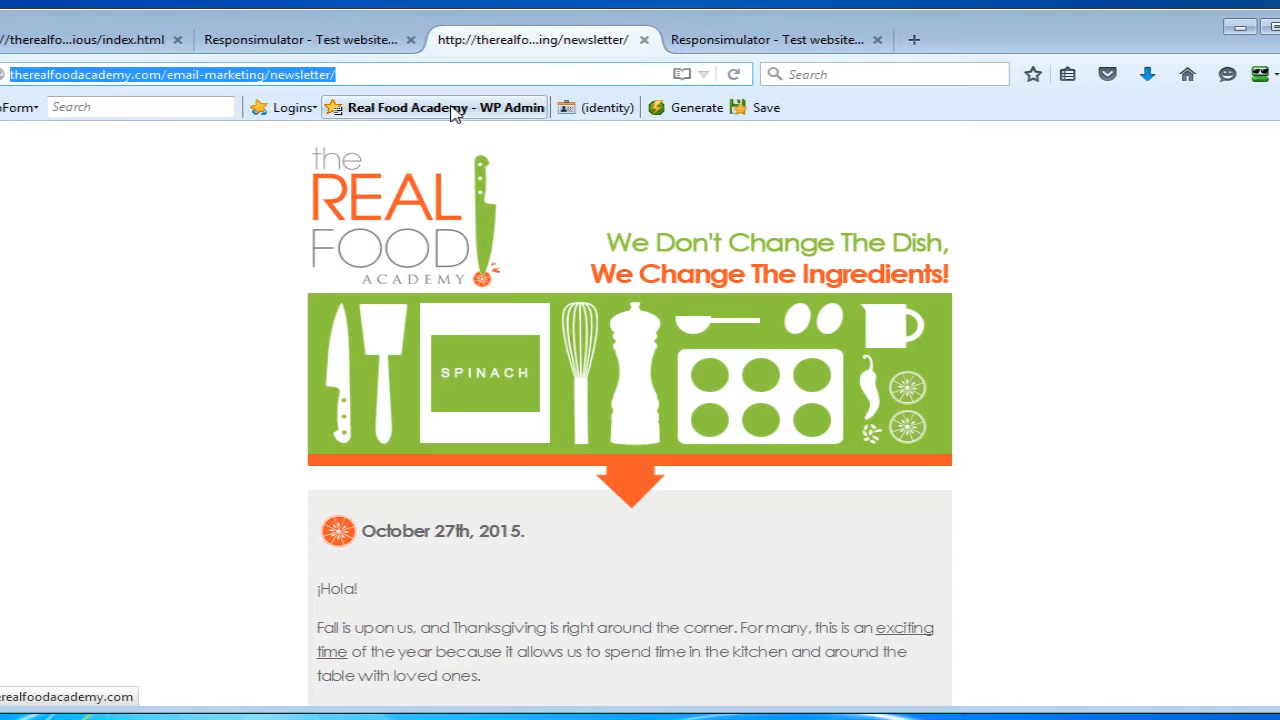 //therealfo...ious/index.html
Responsimulator - Test website...
http://therealfo...ing/newsletter/
Responsimulator - Test website...
therealfoodacademy.com/email-marketing/newsletter/
Search
oForm
Search
Logins
Real Food Academy - WP Admin
(identity)
Generate
Save
the
REAL
FOOD
ACADEMY
We Don't Change The Dish,
We Change The Ingredients!
SPINACH
October 27th, 2015.
¡Hola!
Fall is upon us, and Thanksgiving is right around the corner. For many, this is an exciting
time of the year because it allows us to spend time in the kitchen and around the
table with loved ones.
erealfoodacademy.com